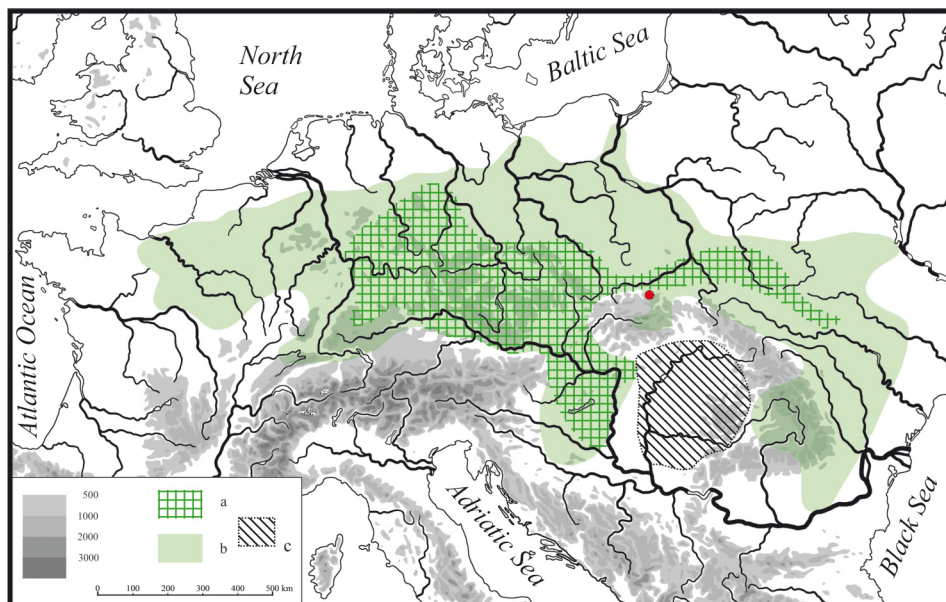 North
Sea
Baltic Sea
Atlantic Ocean
Adriatic Sea
Black Sea
500
1000
2000
3000
a
b
c
0
100
200
300
400
500 km